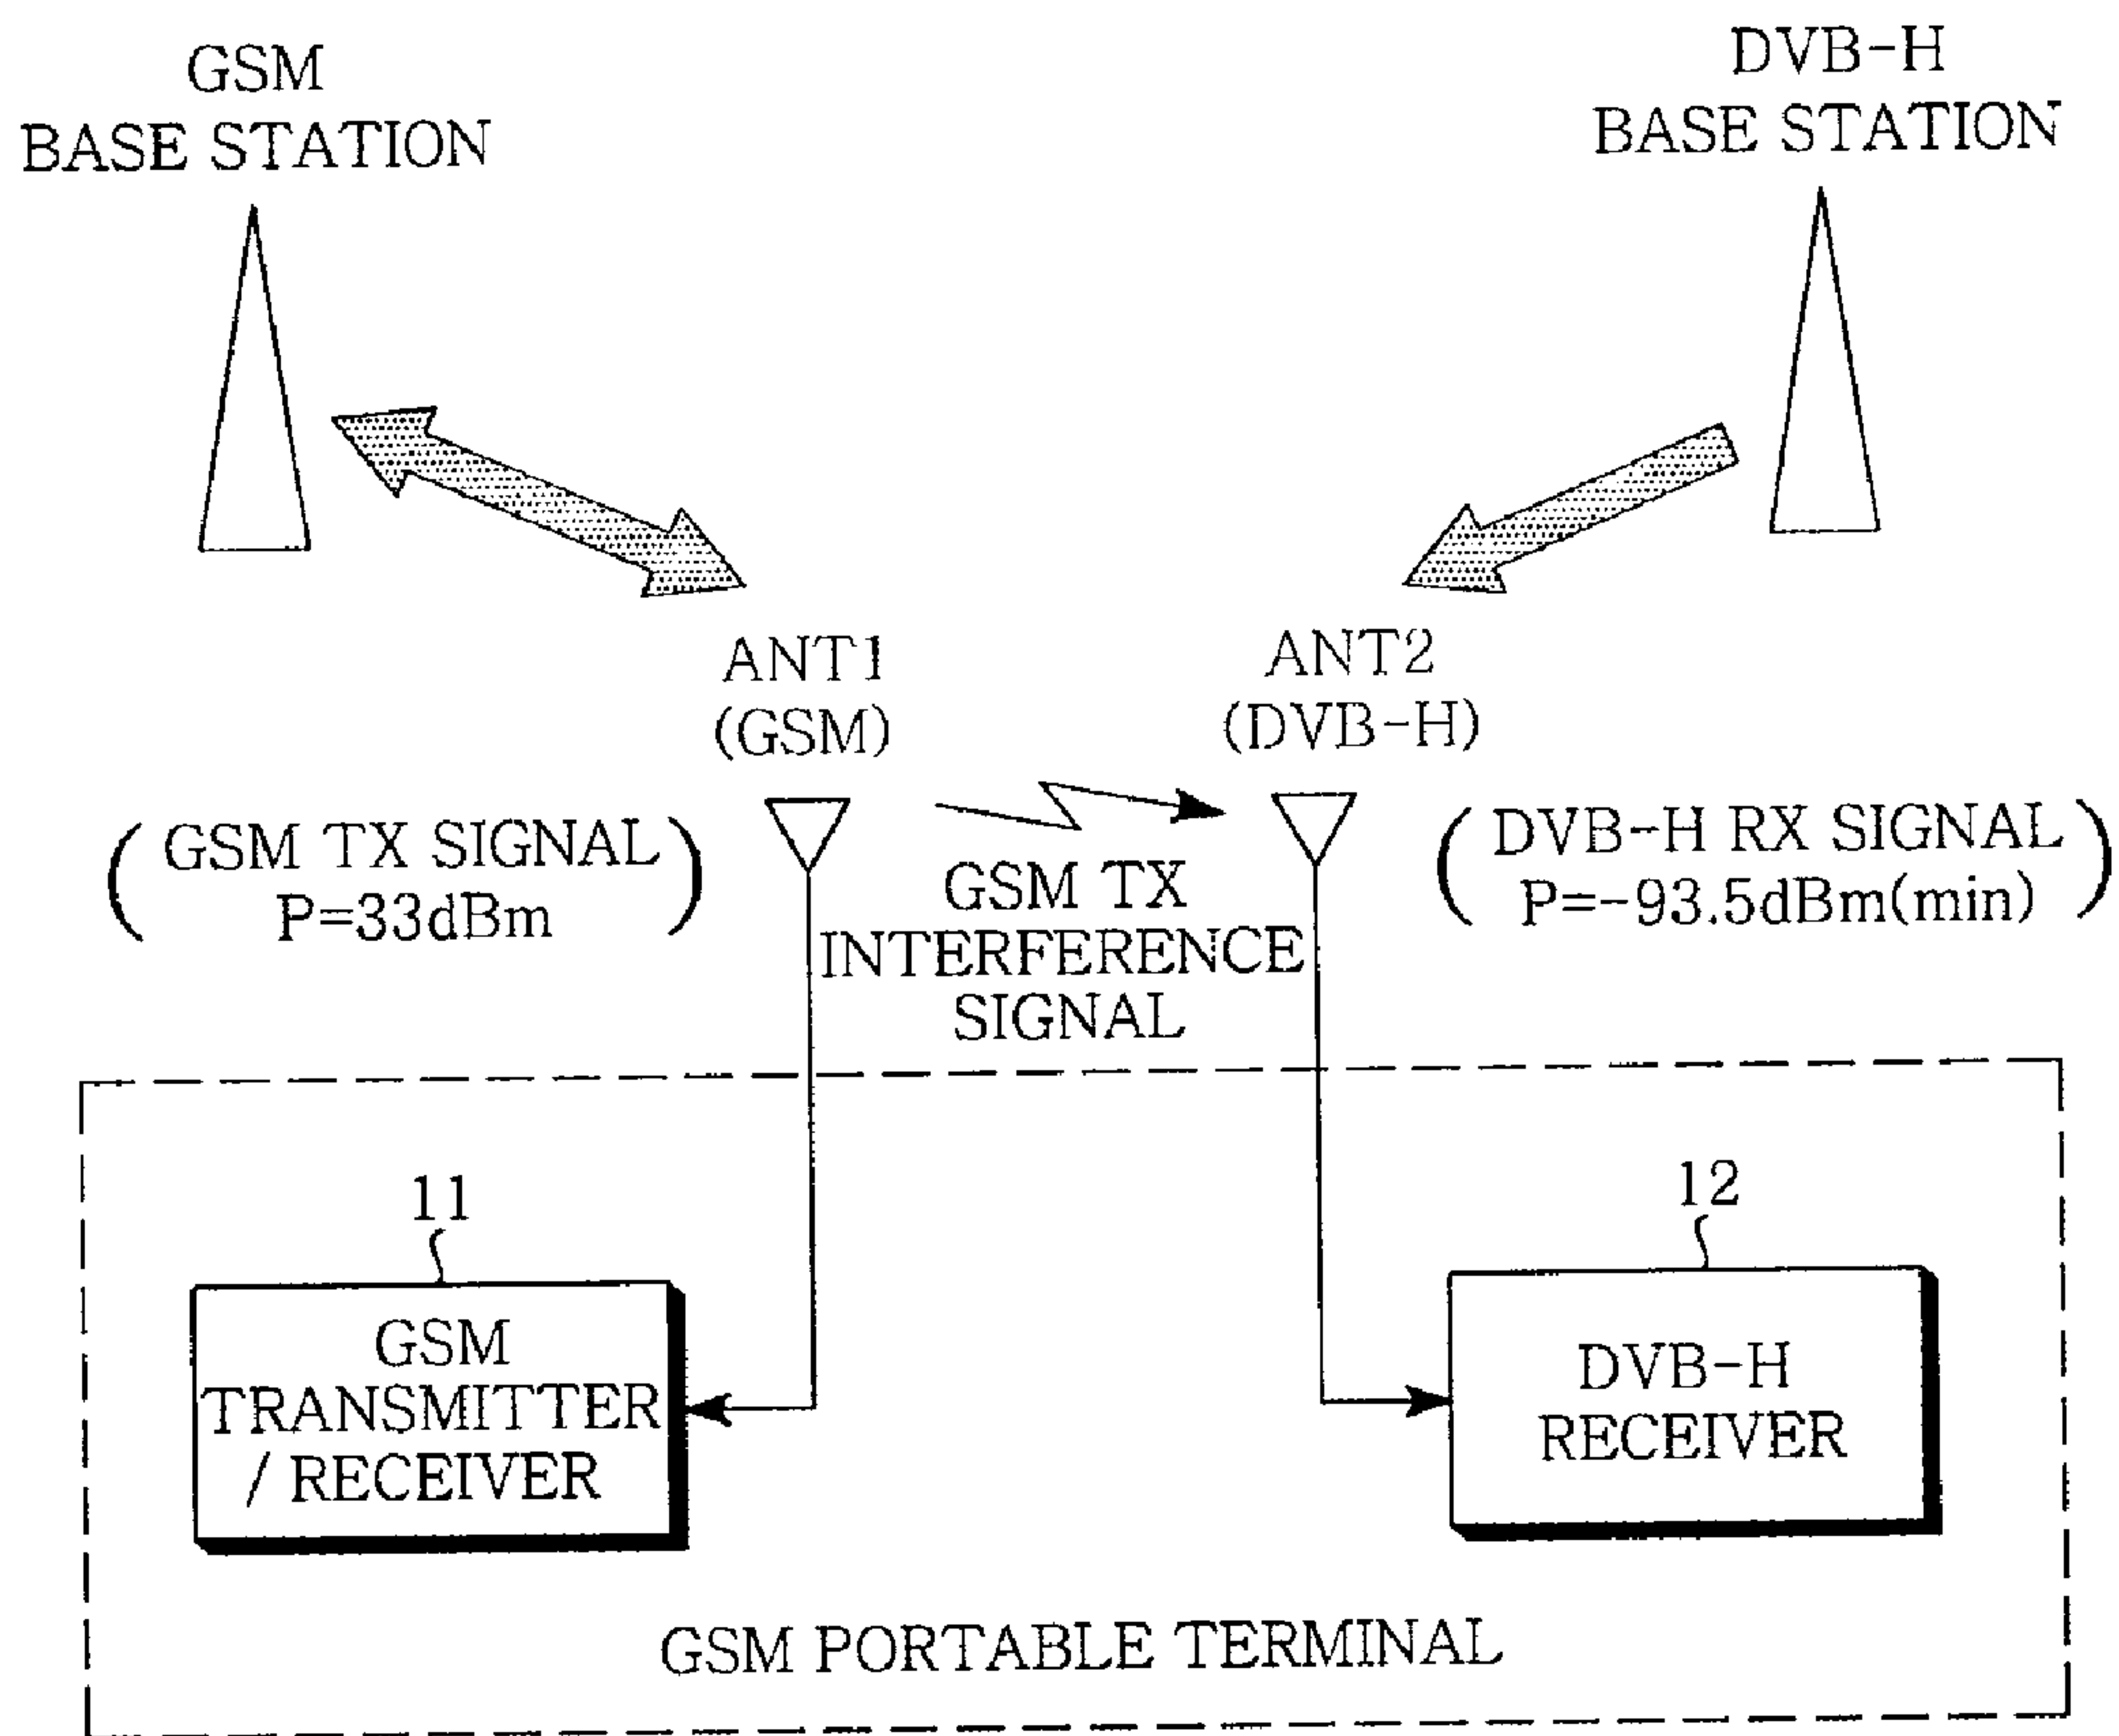 GSM
BASE STATION
DVB-H
BASE STATION
ANT1
(GSM)
ANT2
(DVB-H)
(GSM TX SIGNAL
P=33dBm)
GSM TX
INTERFERENCE
SIGNAL
(DVB-H RX SIGNAL
P=-93.5dBm(min))
11
GSM
TRANSMITTER
/ RECEIVER
12
DVB-H
RECEIVER
GSM PORTABLE TERMINAL